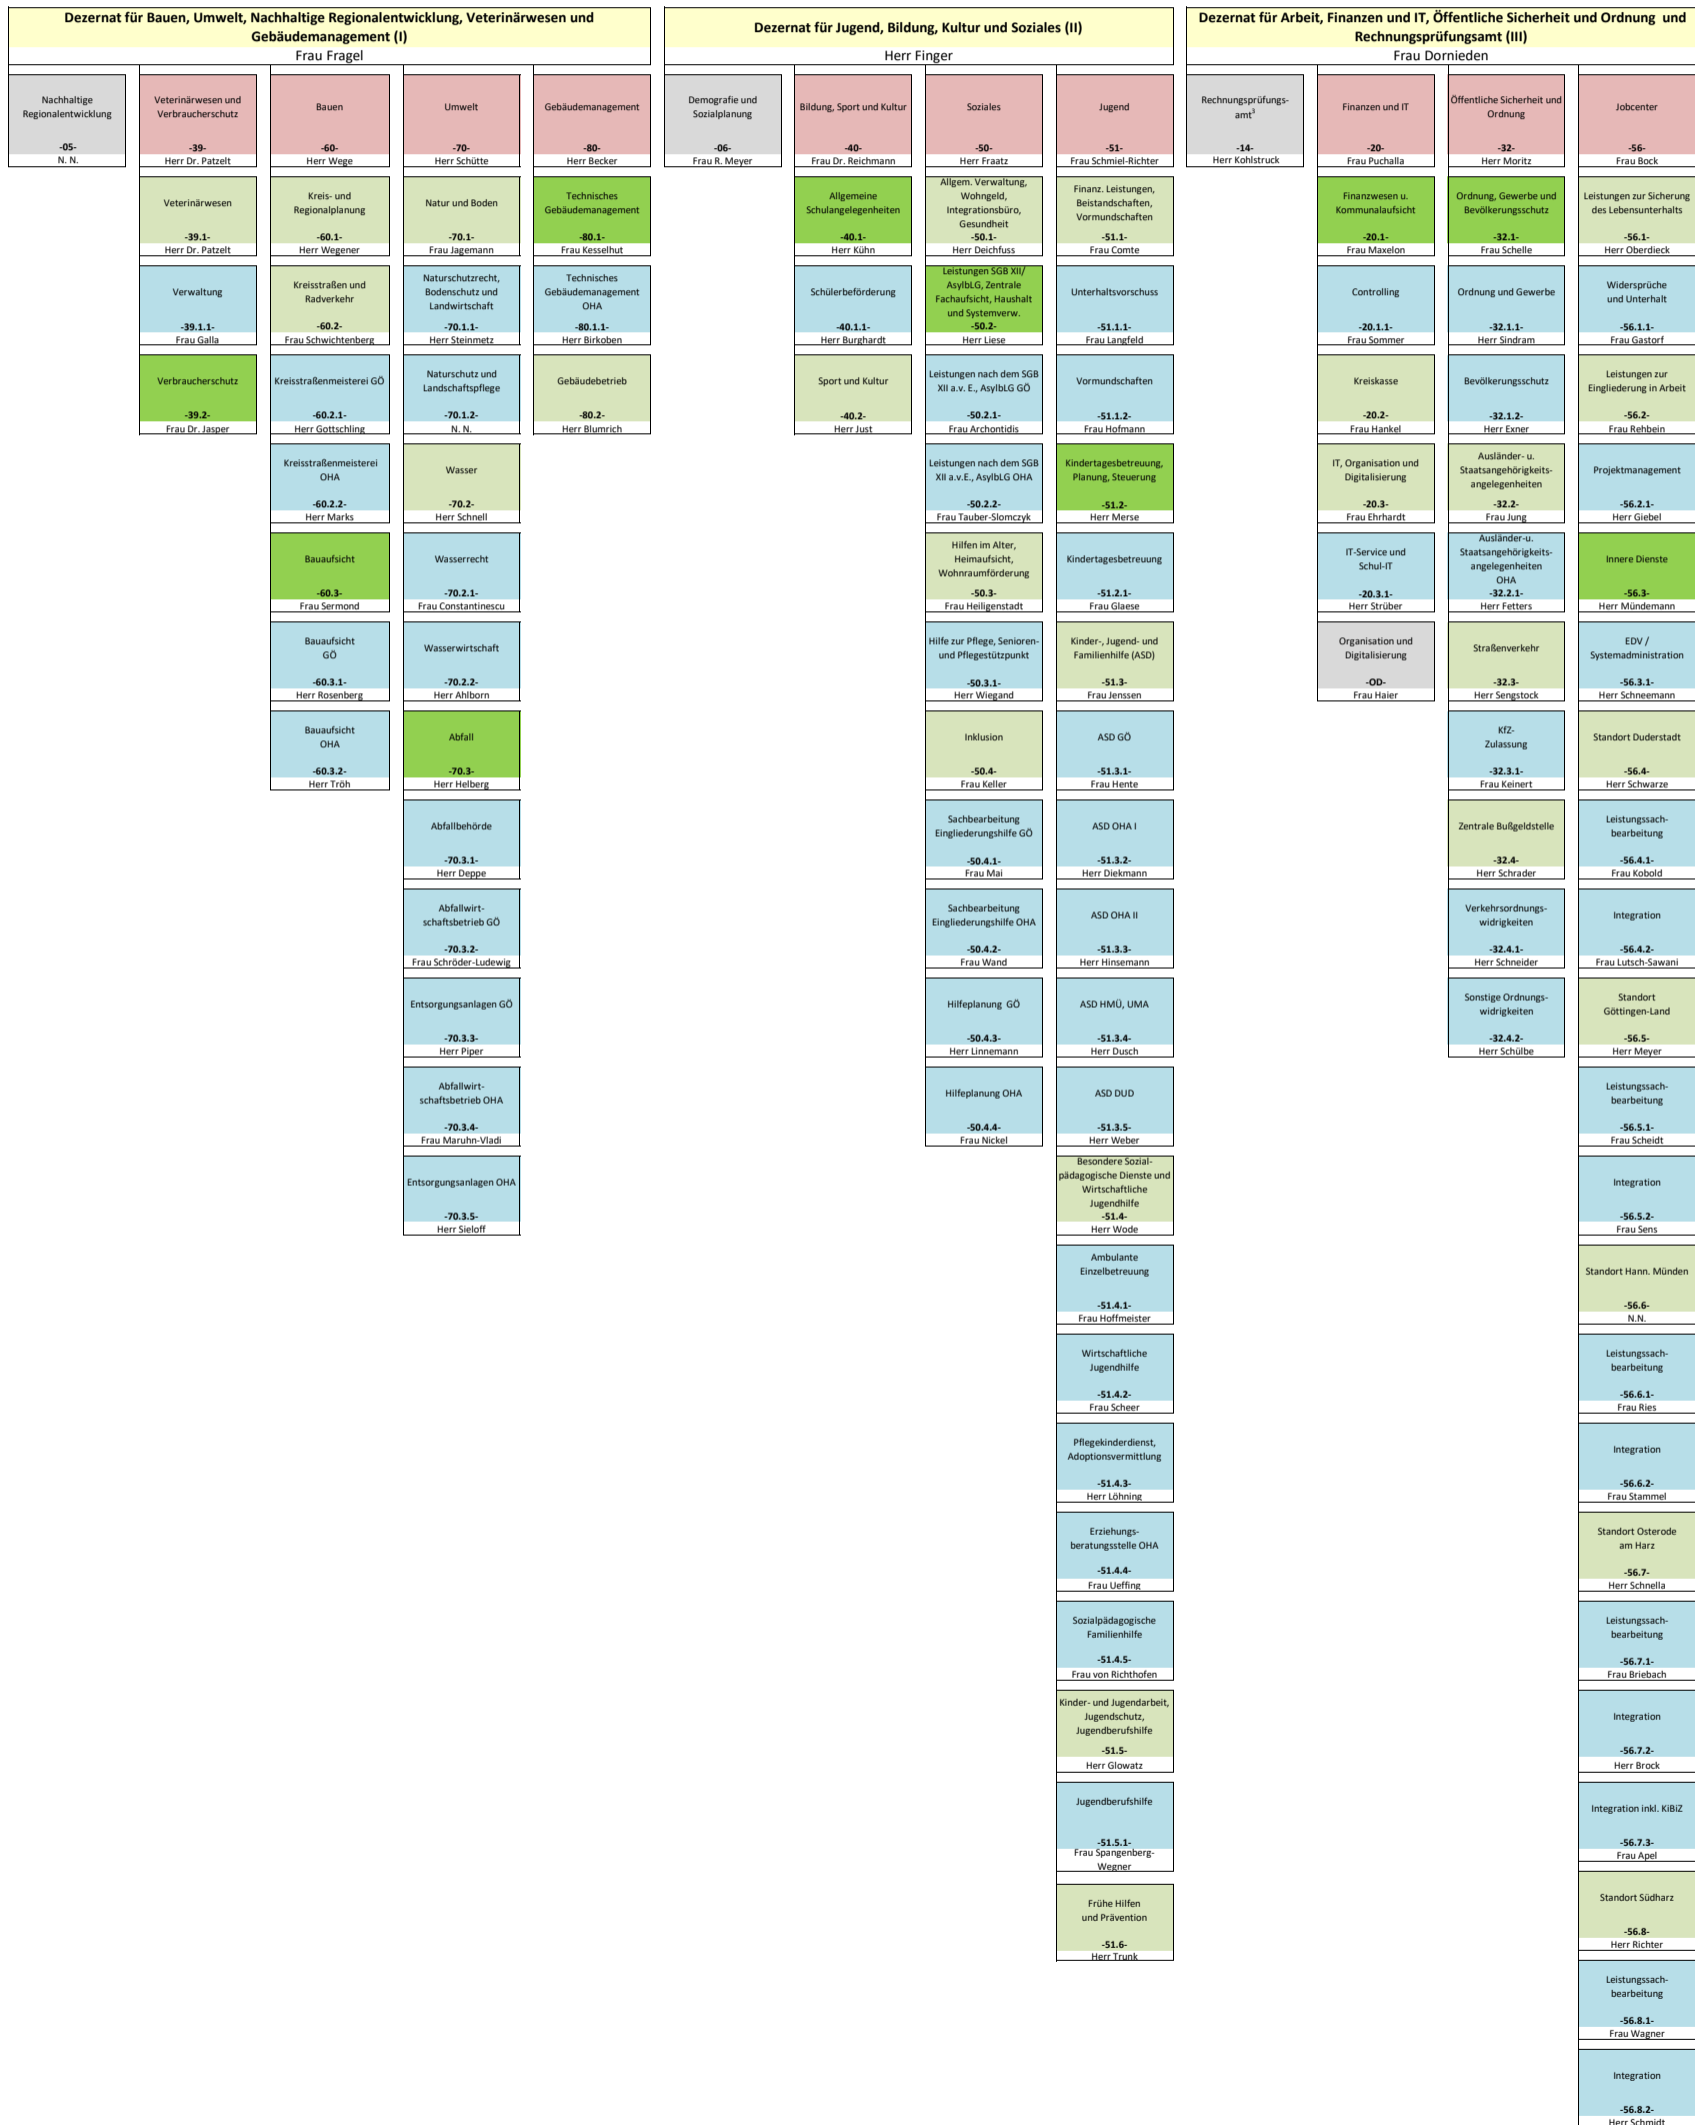 Dezernat für Bauen, Umwelt, Nachhaltige Regionalentwicklung, Veterinärwesen und
Gebäudemanagement (I)
Frau Fragel
Nachhaltige
Regionalentwicklung
-05-
N. N.
Veterinärwesen und
Verbraucherschutz
-39-
Herr Dr. Patzelt
Veterinärwesen
-39.1-
Herr Dr. Patzelt
Verwaltung
-39.1.1-
Frau Galla
Verbraucherschutz
-39.2-
Frau Dr. Jasper
Bauen
-60-
Herr Wege
Kreis- und
Regionalplanung
-60.1-
Herr Wegener
Kreisstraßen und
Radverkehr
-60.2-
Frau Schwichtenberg
Kreisstraßenmeisterei GÖ
-60.2.1-
Herr Gottschling
Kreisstraßenmeisterei
OHA
-60.2.2-
Herr Marks
Bauaufsicht
-60.3-
Frau Sermond
Bauaufsicht
GÖ
-60.3.1-
Herr Rosenberg
Bauaufsicht
OHA
-60.3.2-
Herr Tröh
Umwelt
-70-
Herr Schütte
Natur und Boden
-70.1-
Frau Jagemann
Naturschutzrecht,
Bodenschutz und
Landwirtschaft
-70.1.1-
Herr Steinmetz
Naturschutz und
Landschaftspflege
-70.1.2-
N. N.
Wasser
-70.2-
Herr Schnell
Wasserrecht
-70.2.1-
Frau Constantinescu
Wasserwirtschaft
-70.2.2-
Herr Ahlborn
Abfall
-70.3-
Herr Helberg
Abfallbehörde
-70.3.1-
Herr Deppe
Abfallwirt-
schaftsbetrieb GÖ
-70.3.2-
Frau Schröder-Ludewig
Entsorgungsanlagen GÖ
-70.3.3-
Herr Piper
Abfallwirt-
schaftsbetrieb OHA
-70.3.4-
Frau Maruhn-Vladi
Entsorgungsanlagen OHA
-70.3.5-
Herr Sieloff
Gebäudemanagement
-80-
Herr Becker
Technisches
Gebäudemanagement
-80.1-
Frau Kesselhut
Technisches
Gebäudemanagement
OHA
-80.1.1-
Herr Birkoben
Gebäudebetrieb
-80.2-
Herr Blumrich
Dezernat für Jugend, Bildung, Kultur und Soziales (II)
Herr Finger
Demografie und
Sozialplanung
-06-
Frau R. Meyer
Bildung, Sport und Kultur
-40-
Frau Dr. Reichmann
Allgemeine
Schulangelegenheiten
-40.1-
Herr Kühn
Schülerbeförderung
-40.1.1-
Herr Burghardt
Sport und Kultur
-40.2-
Herr Just
Soziales
-50-
Herr Fraatz
Allgem. Verwaltung,
Wohngeld,
Integrationsbüro,
Gesundheit
-50.1-
Herr Deichfuss
Leistungen SGB XII/
AsylbLG, Zentrale
Fachaufsicht, Haushalt
und Systemverw.
-50.2-
Herr Liese
Leistungen nach dem SGB
XII a.v. E., AsylbLG GÖ
-50.2.1-
Frau Archontidis
Leistungen nach dem SGB
XII a.v.E., AsylbLG OHA
-50.2.2-
Frau Tauber-Slomczyk
Hilfen im Alter,
Heimaufsicht,
Wohnraumförderung
-50.3-
Frau Heiligenstadt
Hilfe zur Pflege, Senioren-
und Pflegestützpunkt
-50.3.1-
Herr Wiegand
Inklusion
-50.4-
Frau Keller
Sachbearbeitung
Eingliederungshilfe GÖ
-50.4.1-
Frau Mai
Sachbearbeitung
Eingliederungshilfe OHA
-50.4.2-
Frau Wand
Hilfeplanung GÖ
-50.4.3-
Herr Linnemann
Hilfeplanung OHA
-50.4.4-
Frau Nickel
Jugend
-51-
Frau Schmiel-Richter
Finanz. Leistungen,
Beistandschaften,
Vormundschaften
-51.1-
Frau Comte
Unterhaltsvorschuss
-51.1.1-
Frau Langfeld
Vormundschaften
-51.1.2-
Frau Hofmann
Kindertagesbetreuung,
Planung, Steuerung
-51.2-
Herr Merse
Kindertagesbetreuung
-51.2.1-
Frau Glaese
Kinder-, Jugend- und
Familienhilfe (ASD)
-51.3-
Frau Jenssen
ASD GÖ
-51.3.1-
Frau Hente
ASD OHA I
-51.3.2-
Herr Diekmann
ASD OHA II
-51.3.3-
Herr Hinsemann
ASD HMÜ, UMA
-51.3.4-
Herr Dusch
ASD DUD
-51.3.5-
Herr Weber
Besondere Sozial-
pädagogische Dienste und
Wirtschaftliche
Jugendhilfe
-51.4-
Herr Wode
Ambulante
Einzelbetreuung
-51.4.1-
Frau Hoffmeister
Wirtschaftliche
Jugendhilfe
-51.4.2-
Frau Scheer
Pflegekinderdienst,
Adoptionsvermittlung
-51.4.3-
Herr Löhning
Erziehungs-
beratungsstelle OHA
-51.4.4-
Frau Ueffing
Sozialpädagogische
Familienhilfe
-51.4.5-
Frau von Richthofen
Kinder- und Jugendarbeit,
Jugendschutz,
Jugendberufshilfe
-51.5-
Herr Glowatz
Jugendberufshilfe
-51.5.1-
Frau Spangenberg-
Wegner
Frühe Hilfen
und Prävention
-51.6-
Herr Trunk
Dezernat für Arbeit, Finanzen und IT, Öffentliche Sicherheit und Ordnung und
Rechnungsprüfungsamt (III)
Frau Dornieden
Rechnungsprüfungs-
amt³
-14-
Herr Kohlstruck
Finanzen und IT
-20-
Frau Puchalla
Finanzwesen u.
Kommunalaufsicht
-20.1-
Frau Maxelon
Controlling
-20.1.1-
Frau Sommer
Kreiskasse
-20.2-
Frau Hankel
IT, Organisation und
Digitalisierung
-20.3-
Frau Ehrhardt
IT-Service und
Schul-IT
-20.3.1-
Herr Strüber
Organisation und
Digitalisierung
-OD-
Frau Haier
Öffentliche Sicherheit und
Ordnung
-32-
Herr Moritz
Ordnung, Gewerbe und
Bevölkerungsschutz
-32.1-
Frau Schelle
Ordnung und Gewerbe
-32.1.1-
Herr Sindram
Bevölkerungsschutz
-32.1.2-
Herr Exner
Ausländer- u.
Staatsangehörigkeits-
angelegenheiten
-32.2-
Frau Jung
Ausländer-u.
Staatsangehörigkeits-
angelegenheiten
OHA
-32.2.1-
Herr Fetters
Straßenverkehr
-32.3-
Herr Sengstock
KfZ-
Zulassung
-32.3.1-
Frau Keinert
Zentrale Bußgeldstelle
-32.4-
Herr Schrader
Verkehrsordnungs-
widrigkeiten
-32.4.1-
Herr Schneider
Sonstige Ordnungs-
widrigkeiten
-32.4.2-
Herr Schülbe
Jobcenter
-56-
Frau Bock
Leistungen zur Sicherung
des Lebensunterhalts
-56.1-
Herr Oberdieck
Widersprüche
und Unterhalt
-56.1.1-
Frau Gastorf
Leistungen zur
Eingliederung in Arbeit
-56.2-
Frau Rehbein
Projektmanagement
-56.2.1-
Herr Giebel
Innere Dienste
-56.3-
Herr Mündemann
EDV /
Systemadministration
-56.3.1-
Herr Schneemann
Standort Duderstadt
-56.4-
Herr Schwarze
Leistungssach-
bearbeitung
-56.4.1-
Frau Kobold
Integration
-56.4.2-
Frau Lutsch-Sawani
Standort
Göttingen-Land
-56.5-
Herr Meyer
Leistungssach-
bearbeitung
-56.5.1-
Frau Scheidt
Integration
-56.5.2-
Frau Sens
Standort Hann. Münden
-56.6-
N.N.
Leistungssach-
bearbeitung
-56.6.1-
Frau Ries
Integration
-56.6.2-
Frau Stammel
Standort Osterode
am Harz
-56.7-
Herr Schnella
Leistungssach-
bearbeitung
-56.7.1-
Frau Briebach
Integration
-56.7.2-
Herr Brock
Integration inkl. KiBiZ
-56.7.3-
Frau Apel
Standort Südharz
-56.8-
Herr Richter
Leistungssach-
bearbeitung
-56.8.1-
Frau Wagner
Integration
-56.8.2-
Herr Schmidt